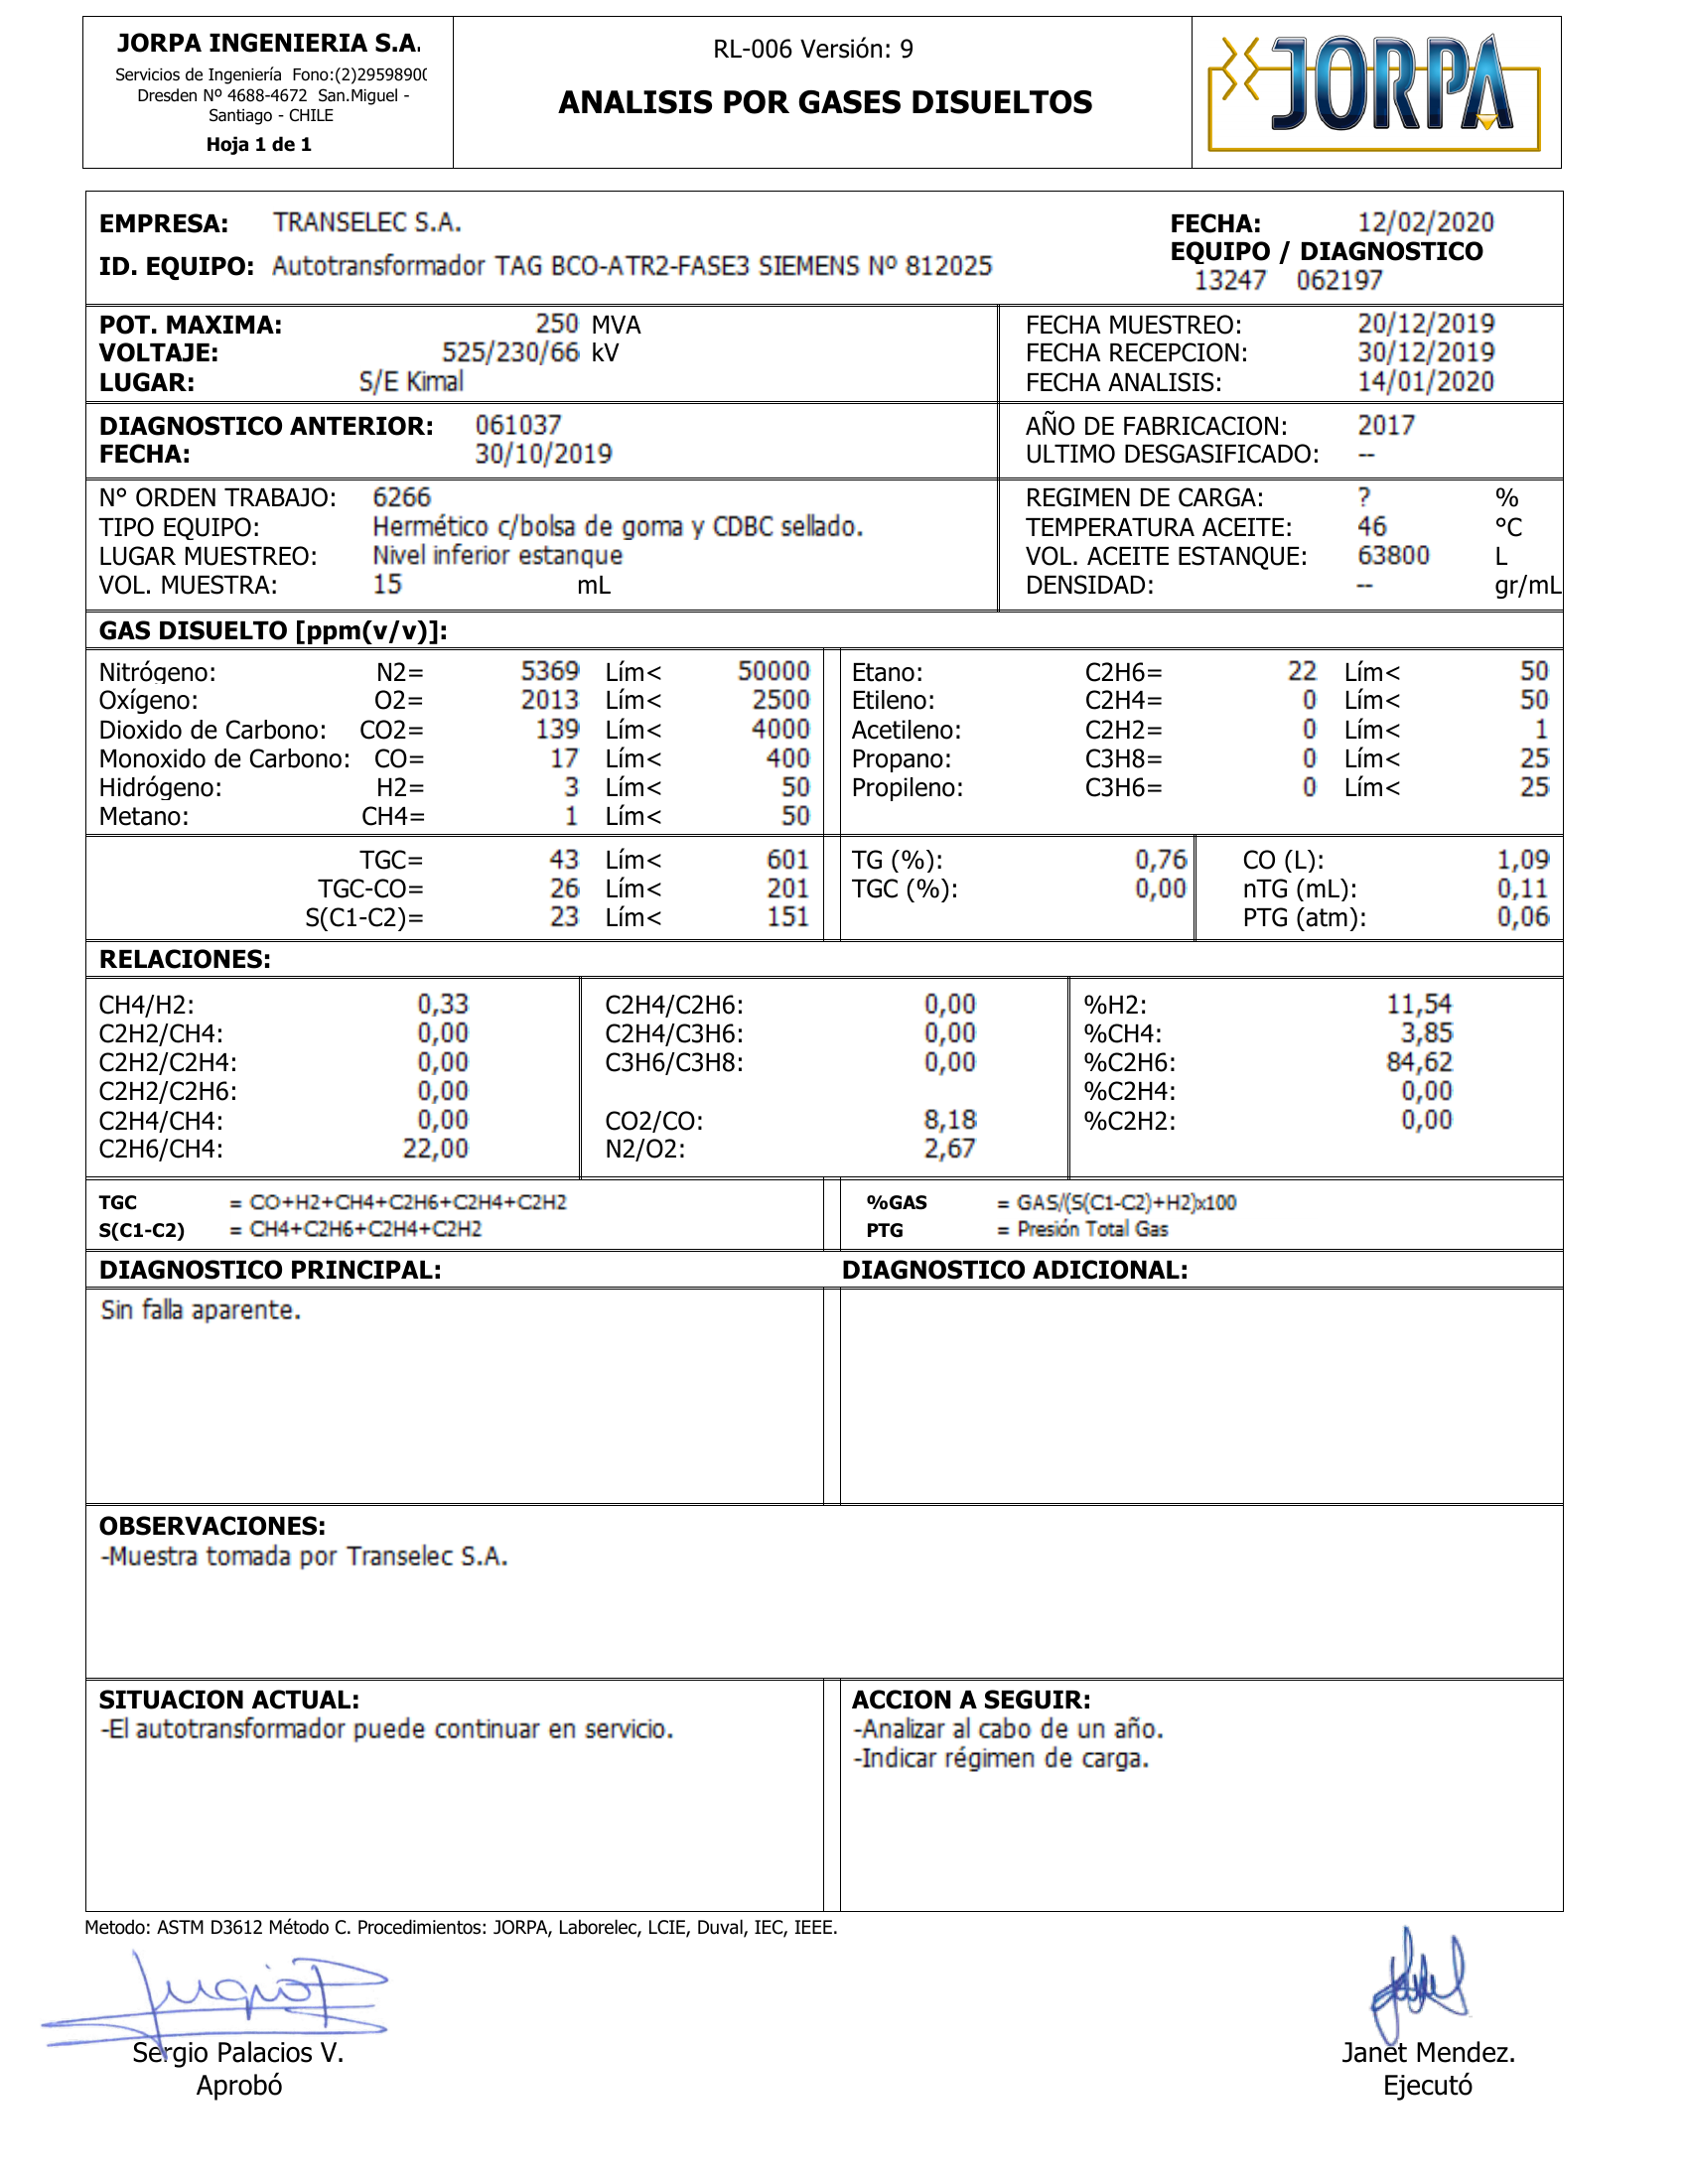 JORPA INGENIERIA S.A.
Servicios de Ingeniería Fono:(2)29598900
Dresden Nº 4688-4672 San.Miguel -
Santiago - CHILE
Hoja 1 de 1
RL-006 Versión: 9
ANALISIS POR GASES DISUELTOS
JORPA
EMPRESA: TRANSELEC S.A.
FECHA: 12/02/2020
ID. EQUIPO: Autotransformador TAG BCO-ATR2-FASE3 SIEMENS Nº 812025
EQUIPO / DIAGNOSTICO
13247 062197
POT. MAXIMA: 250 MVA
VOLTAJE: 525/230/66 kV
LUGAR: S/E Kimal
FECHA MUESTREO: 20/12/2019
FECHA RECEPCION: 30/12/2019
FECHA ANALISIS: 14/01/2020
DIAGNOSTICO ANTERIOR: 061037
FECHA: 30/10/2019
AÑO DE FABRICACION: 2017
ULTIMO DESGASIFICADO: --
N° ORDEN TRABAJO: 6266
TIPO EQUIPO: Hermético c/bolsa de goma y CDBC sellado.
LUGAR MUESTREO: Nivel inferior estanque
VOL. MUESTRA: 15 mL
REGIMEN DE CARGA: ? %
TEMPERATURA ACEITE: 46 °C
VOL. ACEITE ESTANQUE: 63800 L
DENSIDAD: -- gr/mL
GAS DISUELTO [ppm(v/v)]:
Nitrógeno: N2= 5369 Lím< 50000
Oxígeno: O2= 2013 Lím< 2500
Dioxido de Carbono: CO2= 139 Lím< 4000
Monoxido de Carbono: CO= 17 Lím< 400
Hidrógeno: H2= 3 Lím< 50
Metano: CH4= 1 Lím< 50
Etano: C2H6= 22 Lím< 50
Etileno: C2H4= 0 Lím< 50
Acetileno: C2H2= 0 Lím< 1
Propano: C3H8= 0 Lím< 25
Propileno: C3H6= 0 Lím< 25
TGC= 43 Lím< 601
TGC-CO= 26 Lím< 201
S(C1-C2)= 23 Lím< 151
TG (%): 0,76
TGC (%): 0,00
CO (L): 1,09
nTG (mL): 0,11
PTG (atm): 0,06
RELACIONES:
CH4/H2: 0,33
C2H2/CH4: 0,00
C2H2/C2H4: 0,00
C2H2/C2H6: 0,00
C2H4/CH4: 0,00
C2H6/CH4: 22,00
C2H4/C2H6: 0,00
C2H4/C3H6: 0,00
C3H6/C3H8: 0,00
CO2/CO: 8,18
N2/O2: 2,67
%H2: 11,54
%CH4: 3,85
%C2H6: 84,62
%C2H4: 0,00
%C2H2: 0,00
TGC = CO+H2+CH4+C2H6+C2H4+C2H2
S(C1-C2) = CH4+C2H6+C2H4+C2H2
%GAS = GAS/(S(C1-C2)+H2)x100
PTG = Presión Total Gas
DIAGNOSTICO PRINCIPAL:
Sin falla aparente.
DIAGNOSTICO ADICIONAL:
OBSERVACIONES:
-Muestra tomada por Transelec S.A.
SITUACION ACTUAL:
-El autotransformador puede continuar en servicio.
ACCION A SEGUIR:
-Analizar al cabo de un año.
-Indicar régimen de carga.
Metodo: ASTM D3612 Método C. Procedimientos: JORPA, Laborelec, LCIE, Duval, IEC, IEEE.
Sergio Palacios V.
Aprobó
Janet Mendez.
Ejecutó